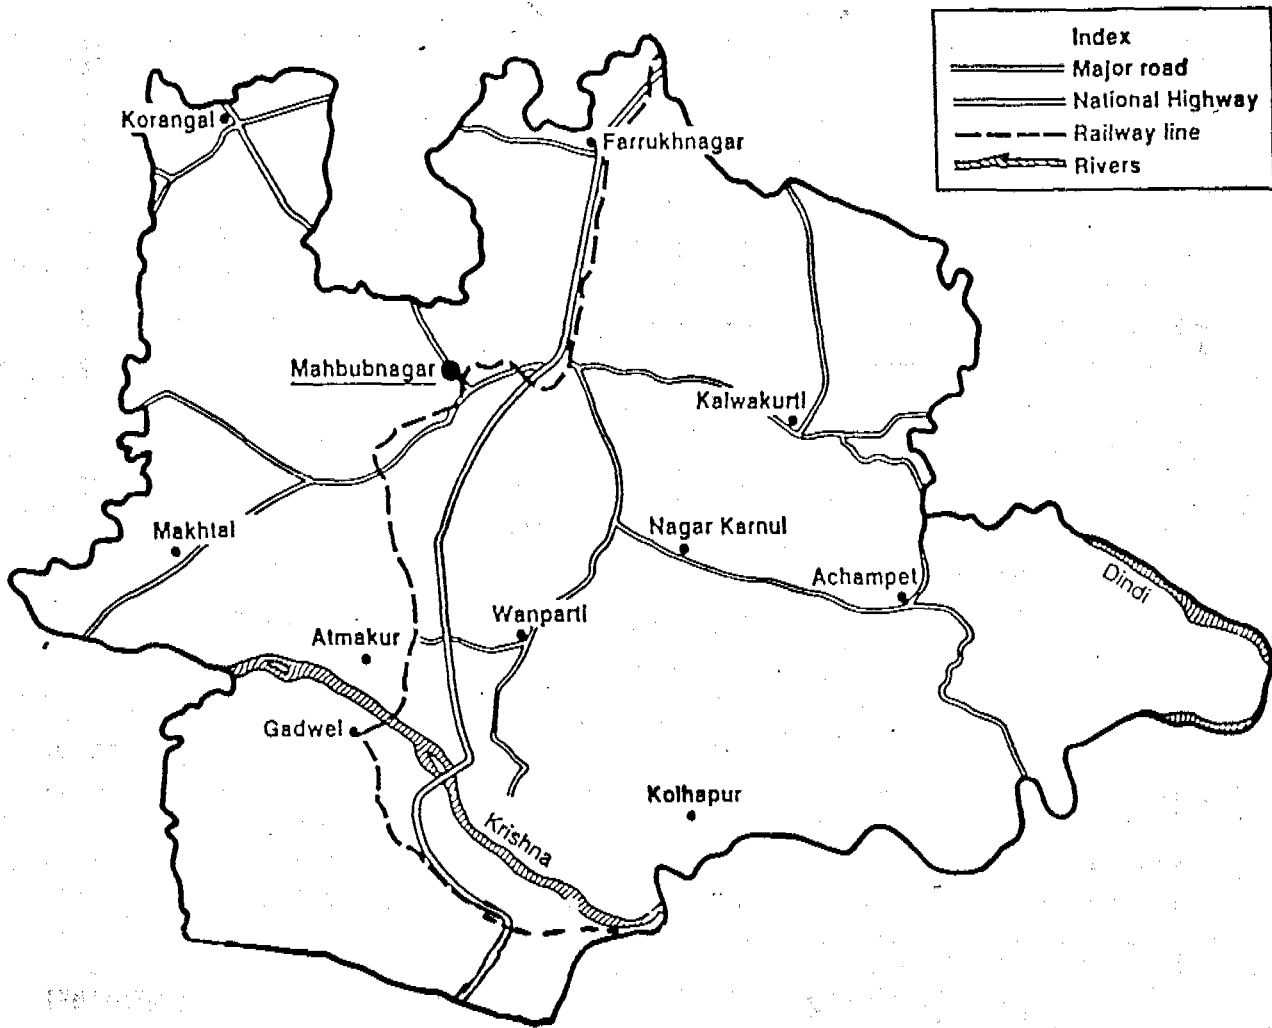 Index
Major road
National Highway
Railway line
Rivers
Korangal
Farrukhnagar
Mahbubnagar
Kalwakurti
Makhtal
Nagar Karnul
Achampet
Dindi
Wanparti
Atmakur
Gadwel
Kolhapur
Krishna